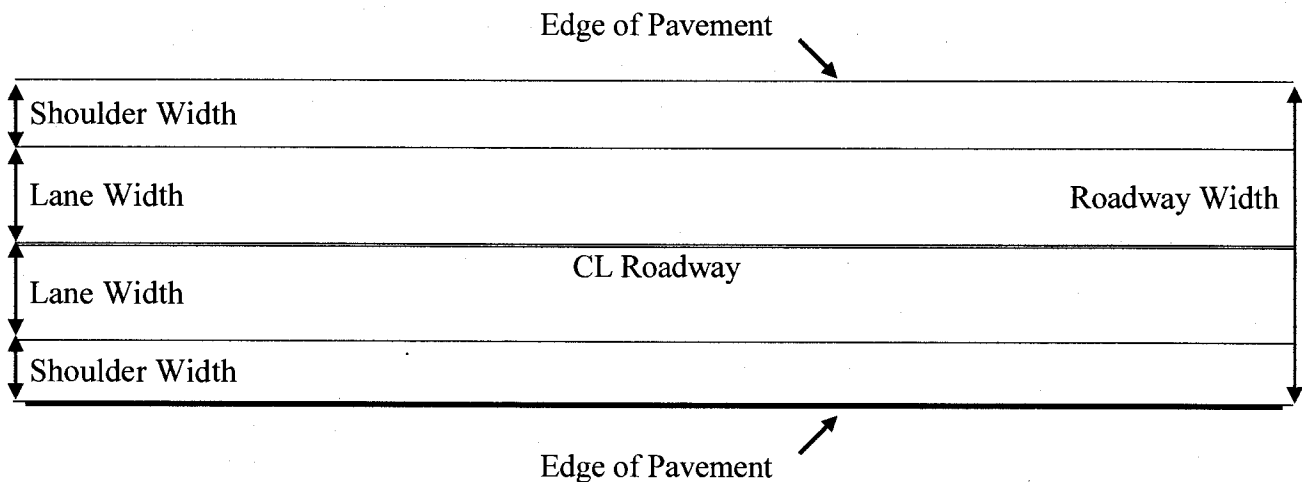 Edge of Pavement
Shoulder Width
Lane Width
Roadway Width
CL Roadway
Lane Width
Shoulder Width
Edge of Pavement